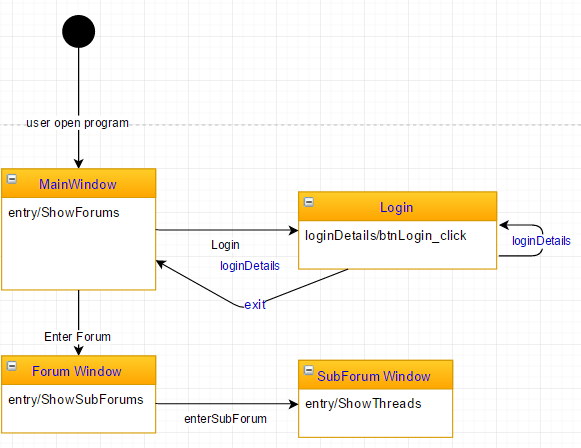 user open program
MainWindow
entry/ShowForums
Login
loginDetails/btnLogin_click
loginDetails
Login
loginDetails
exit
Enter Forum
Forum Window
entry/ShowSubForums
enterSubForum
SubForum Window
entry/ShowThreads